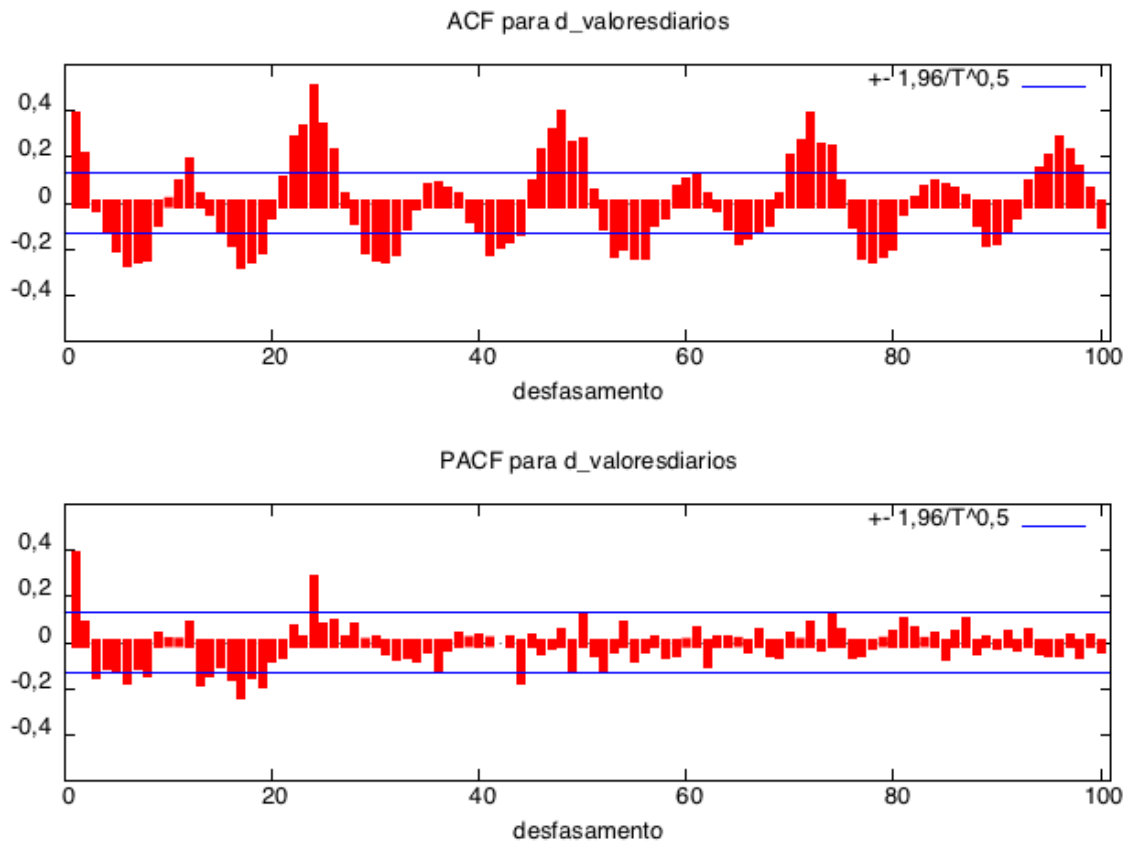 ACF para d_valoresdiarios
+- 1,96/T^0,5
0,4
0,2
0
-0,2
-0,4
0 20 40 60 80 100
desfasamento
PACF para d_valoresdiarios
+- 1,96/T^0,5
0,4
0,2
0
-0,2
-0,4
0 20 40 60 80 100
desfasamento